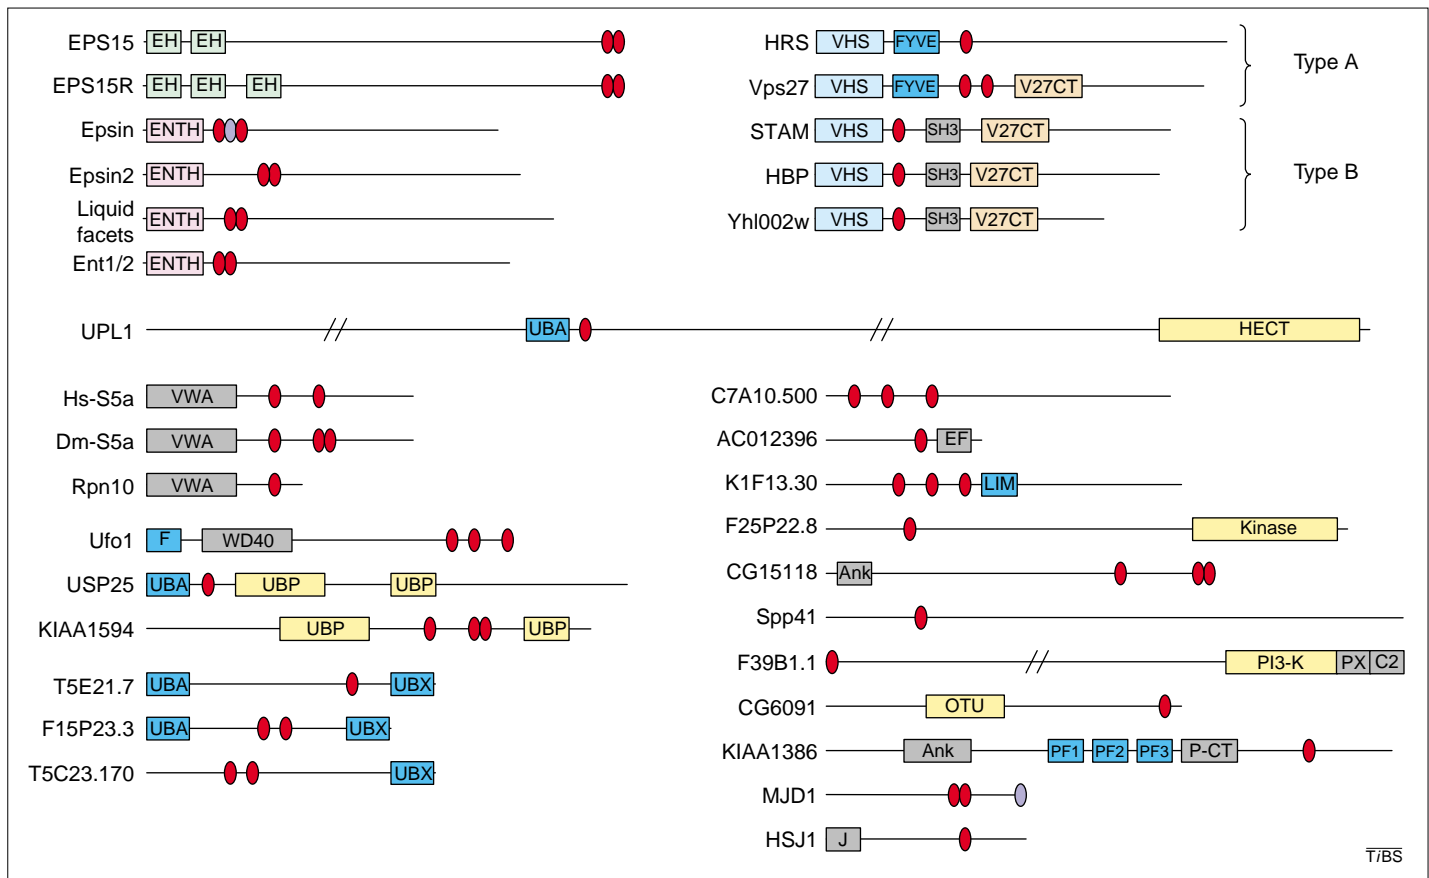 EPS15 EH EH
EPS15R EH EH EH
Epsin ENTH
Epsin2 ENTH
Liquid
facets ENTH
Ent1/2 ENTH
HRS VHS FYVE
Vps27 VHS FYVE V27CT
Type A
STAM VHS SH3 V27CT
HBP VHS SH3 V27CT
Yhl002w VHS SH3 V27CT
Type B
UPL1 UBA HECT
Hs-S5a VWA
Dm-S5a VWA
Rpn10 VWA
Ufo1 F WD40
USP25 UBA UBP UBP
KIAA1594 UBP UBP
T5E21.7 UBA UBX
F15P23.3 UBA UBX
T5C23.170 UBX
C7A10.500
AC012396 EF
K1F13.30 LIM
F25P22.8 Kinase
CG15118 Ank
Spp41
F39B1.1 PI3-K PX C2
CG6091 OTU
KIAA1386 Ank PF1 PF2 PF3 P-CT
MJD1
HSJ1 J
TiBS